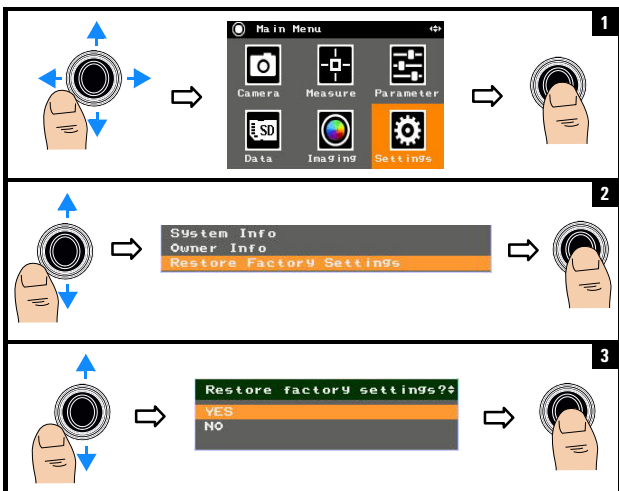 1
Main Menu
Camera Measure Parameter
SD
Data Imaging Settings
2
System Info
Owner Info
Restore Factory Settings
3
Restore factory settings?
YES
NO